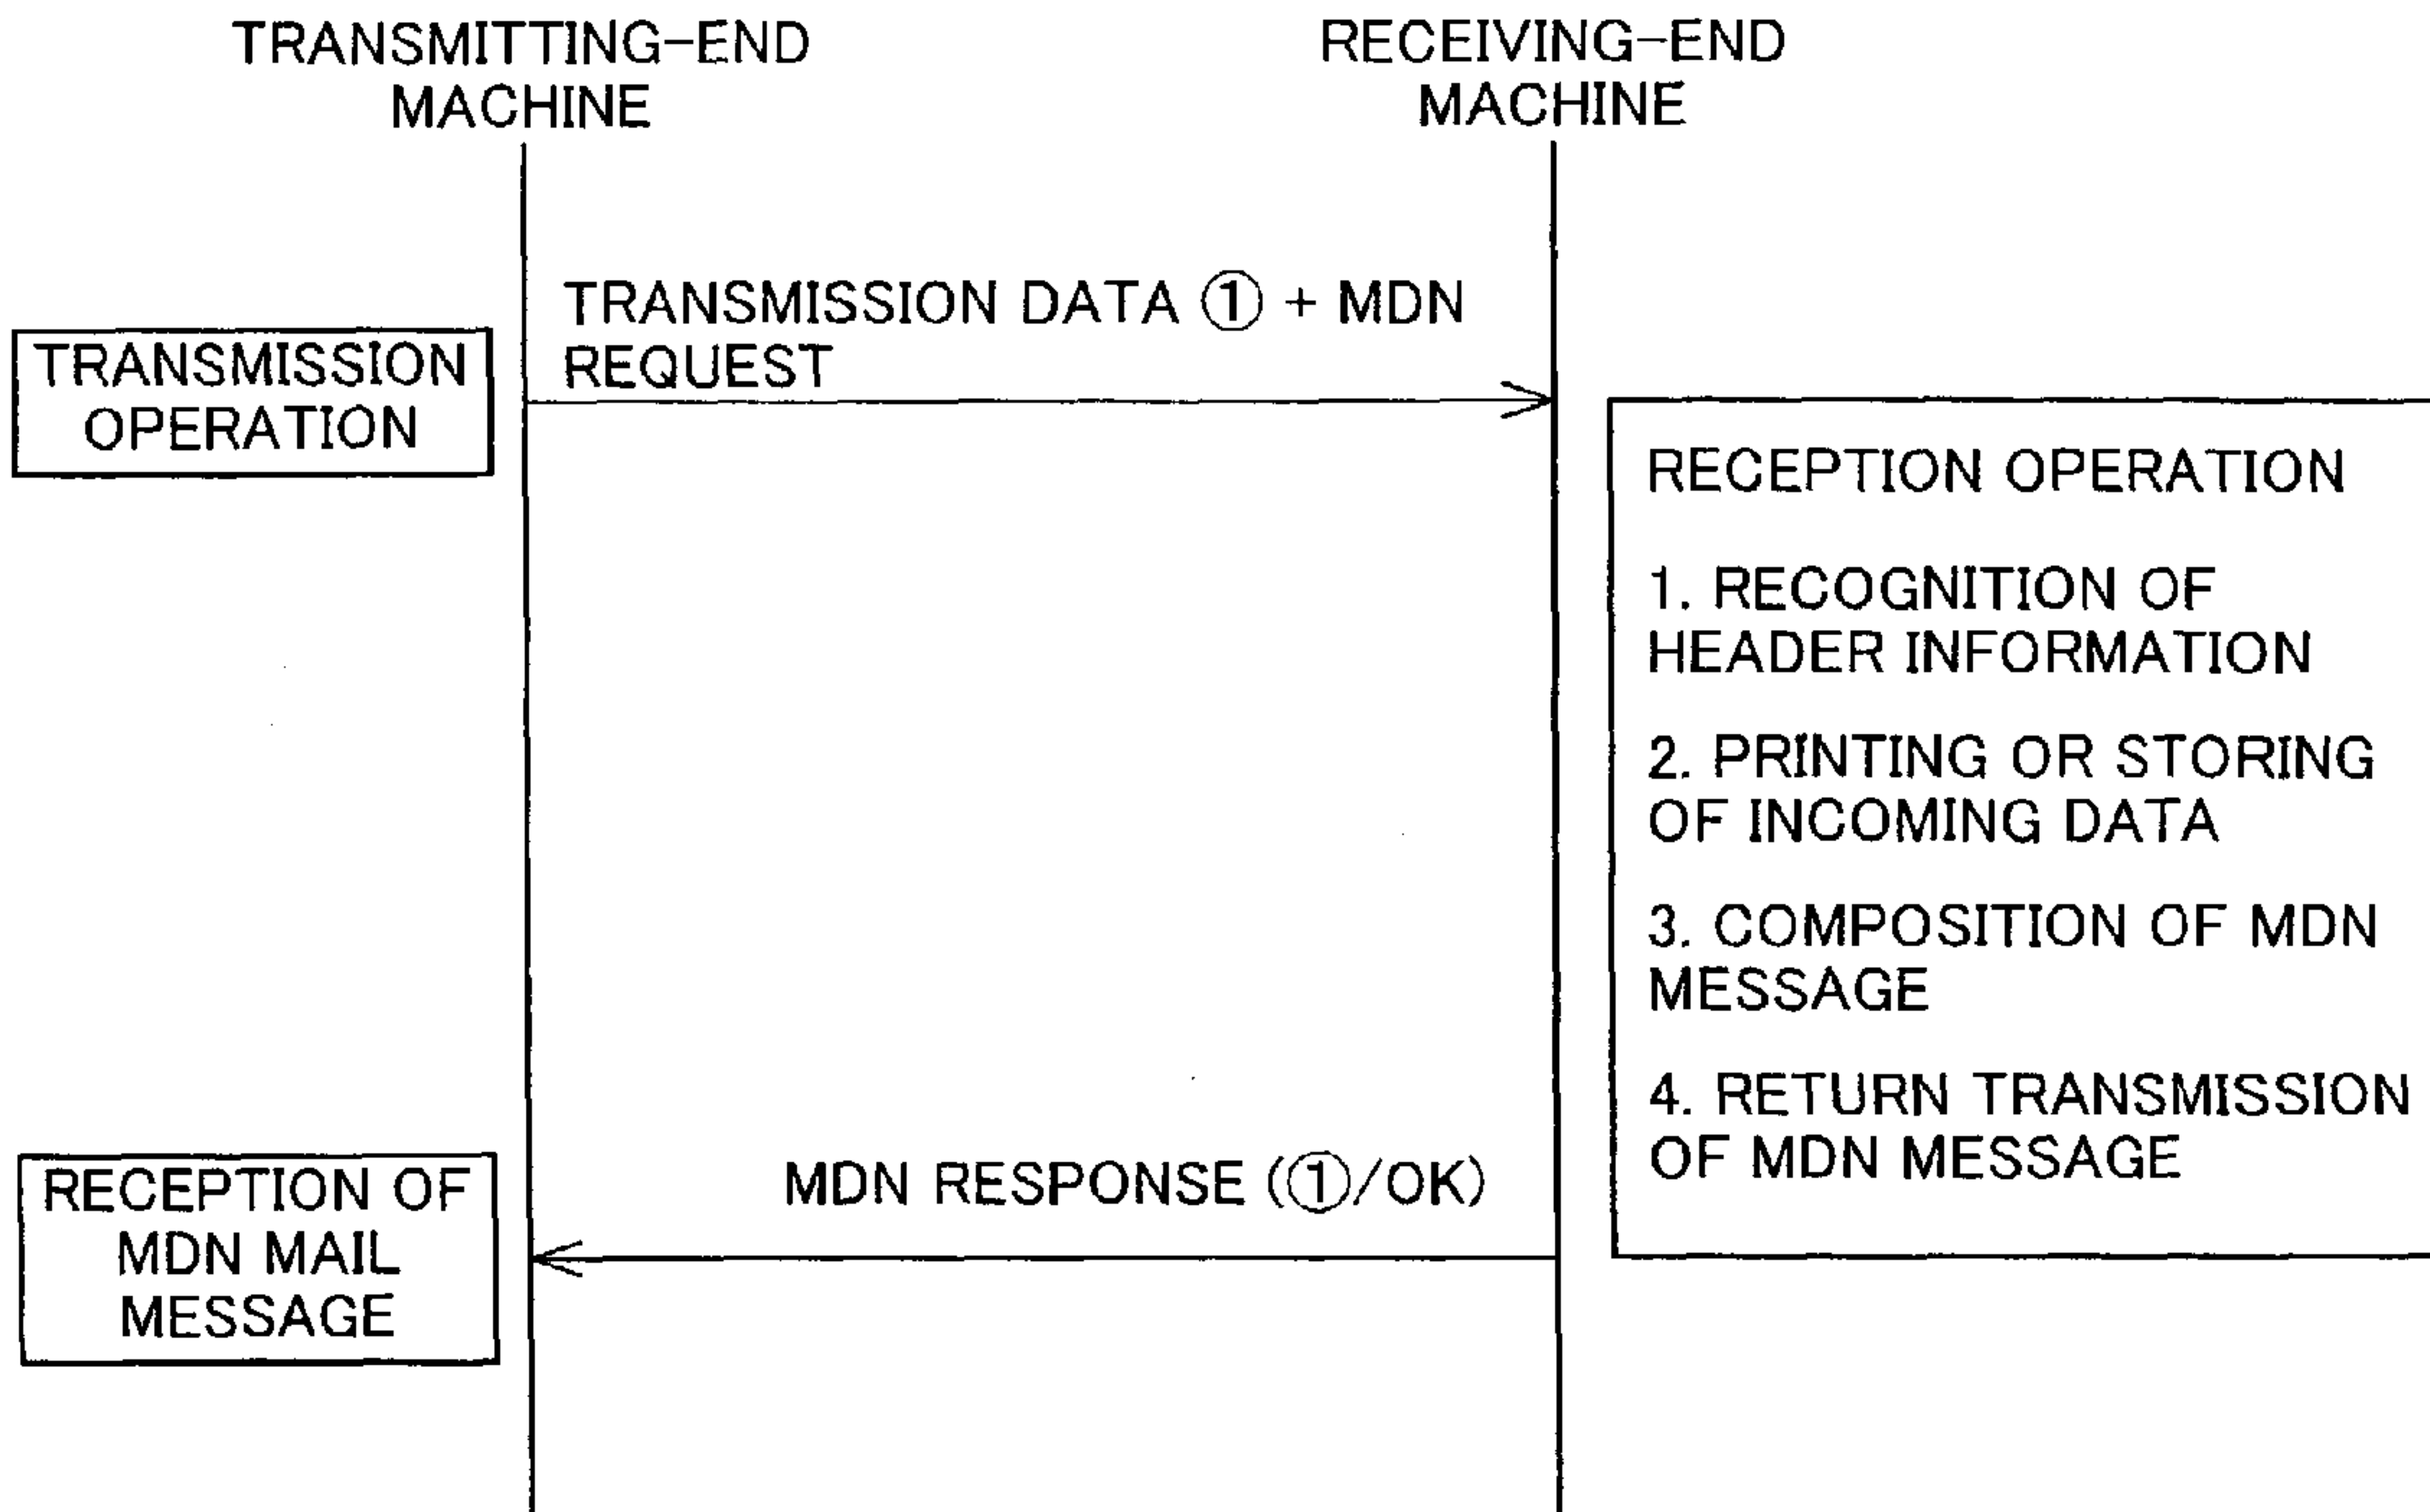 TRANSMITTING-END
MACHINE
RECEIVING-END
MACHINE
TRANSMISSION DATA ① + MDN
REQUEST
TRANSMISSION
OPERATION
RECEPTION OPERATION
1. RECOGNITION OF
HEADER INFORMATION
2. PRINTING OR STORING
OF INCOMING DATA
3. COMPOSITION OF MDN
MESSAGE
4. RETURN TRANSMISSION
OF MDN MESSAGE
MDN RESPONSE (①/OK)
RECEPTION OF
MDN MAIL
MESSAGE